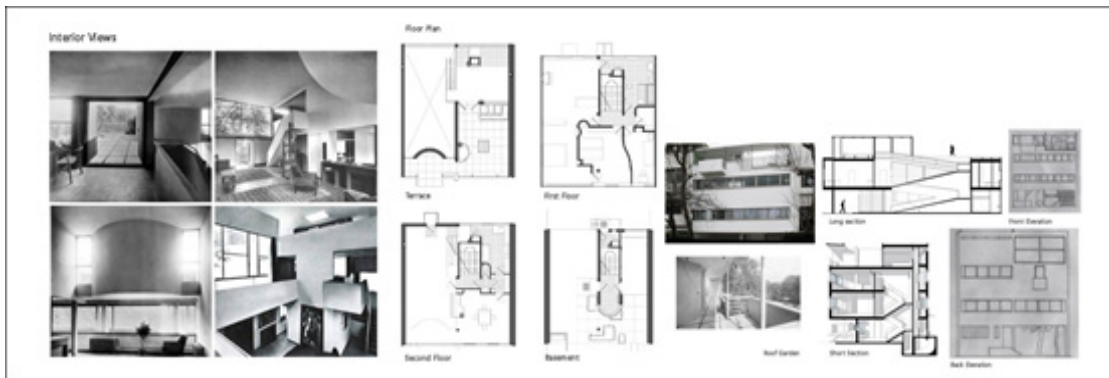 Interior Views
Floor Plan
Terrace
First Floor
Second Floor
Basement
Roof Garden
Long section
Front Elevation
Short Section
Back Elevation